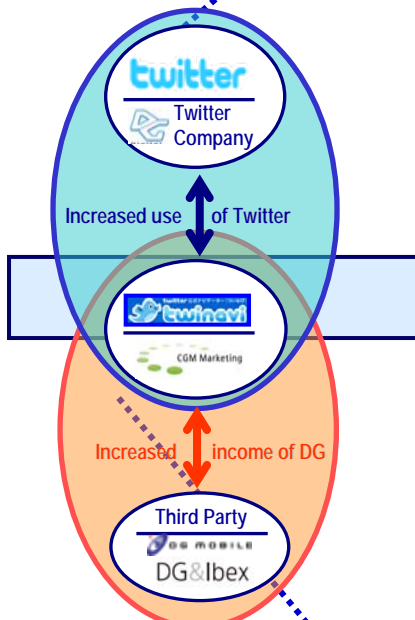 twitter
Twitter
Company
Increased use of Twitter
twinavi
CGM Marketing
Increased income of DG
Third Party
DG MOBILE
DG&Ibex